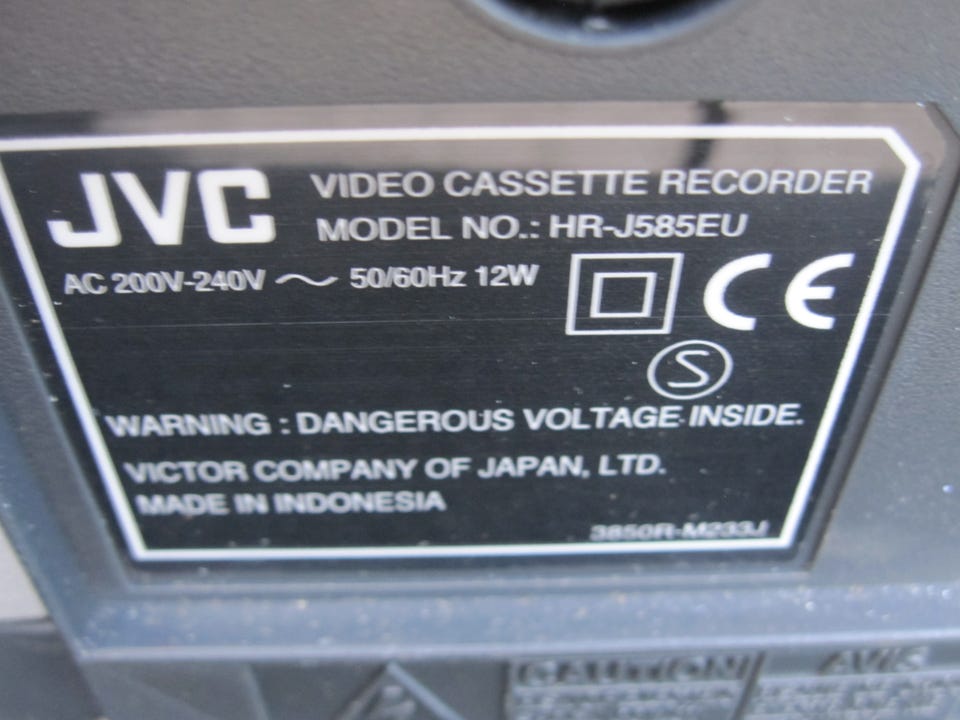 JVC
VIDEO CASSETTE RECORDER
MODEL NO.: HR-J585EU
AC 200V-240V ~ 50/60Hz 12W
CE
S
WARNING : DANGEROUS VOLTAGE INSIDE.
VICTOR COMPANY OF JAPAN, LTD.
MADE IN INDONESIA
3850R-M233J
CAUTION
AVIS